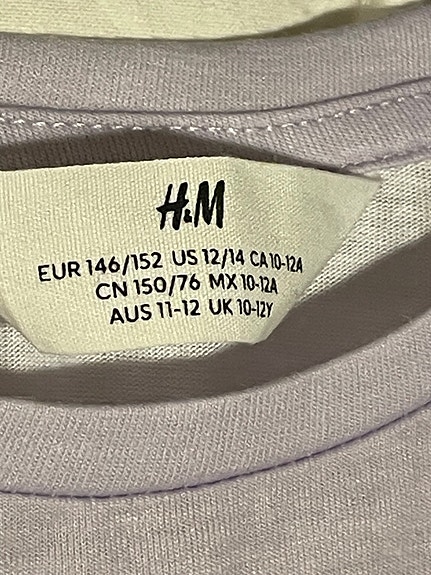 H&M
EUR 146/152 US 12/14 CA 10-12A
CN 150/76 MX 10-12A
AUS 11-12 UK 10-12Y